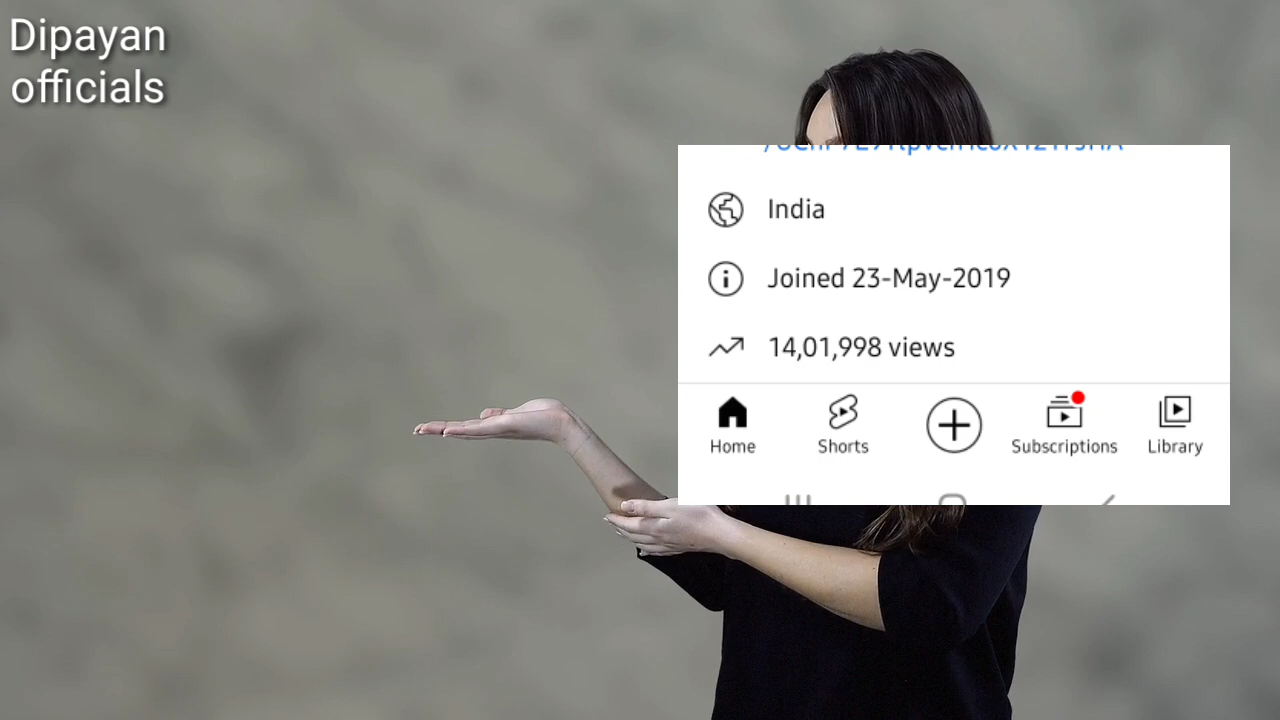 Dipayan
officials
India
Joined 23-May-2019
14,01,998 views
Home
Shorts
Subscriptions
Library